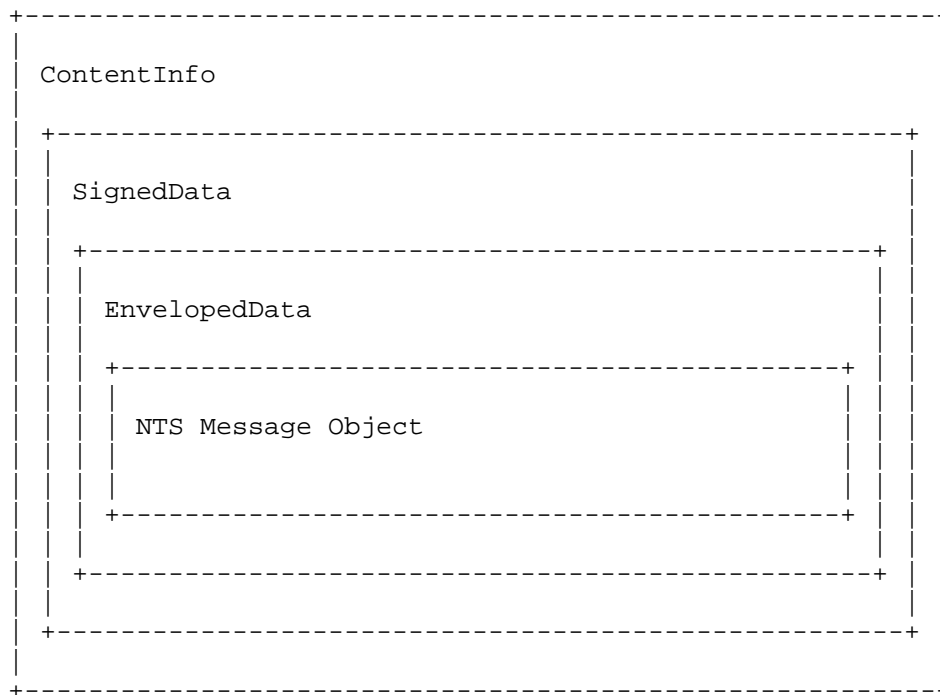 ContentInfo
SignedData
EnvelopedData
NTS Message Object